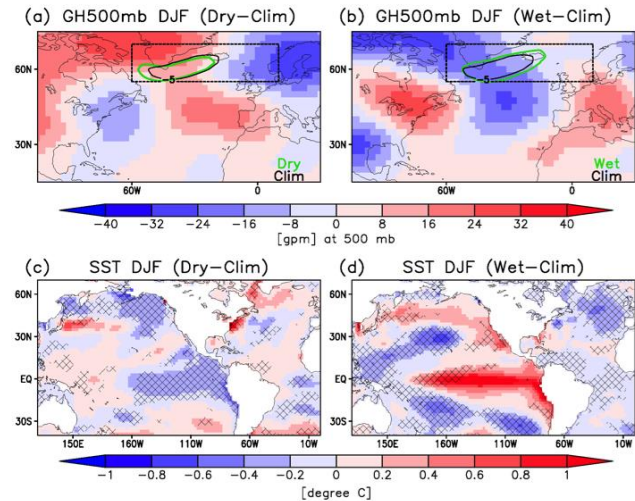 (a) GH500mb DJF (Dry-Clim)
(b) GH500mb DJF (Wet-Clim)
60N
30N
60W
0
-5
Dry
Clim
60N
30N
60W
0
-5
Wet
Clim
-40 -32 -24 -16 -8 0 8 16 24 32 40
[gpm] at 500 mb
(c) SST DJF (Dry-Clim)
(d) SST DJF (Wet-Clim)
60N
30N
EQ
30S
150E 160W 110W 60W 10W
60N
30N
EQ
30S
150E 160W 110W 60W 10W
-1 -0.8 -0.6 -0.4 -0.2 0 0.2 0.4 0.6 0.8 1
[degree C]